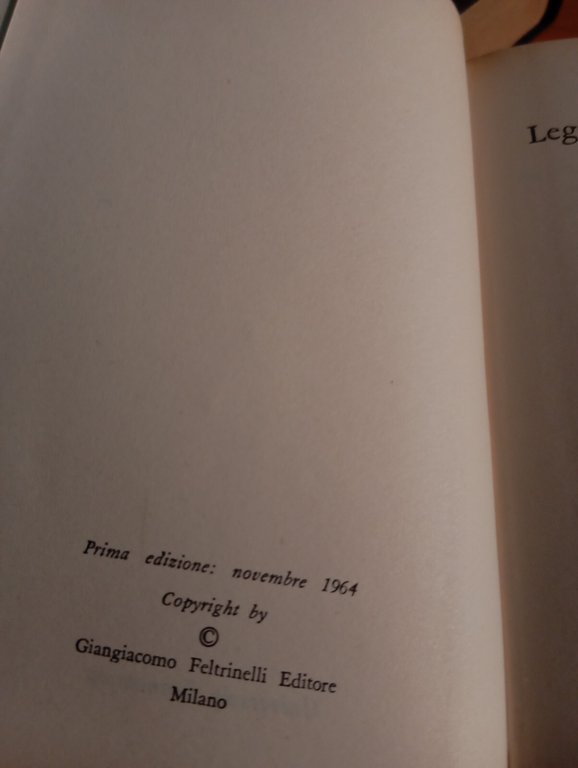 Prima edizione: novembre 1964
Copyright by
©
Giangiacomo Feltrinelli Editore
Milano
Leg